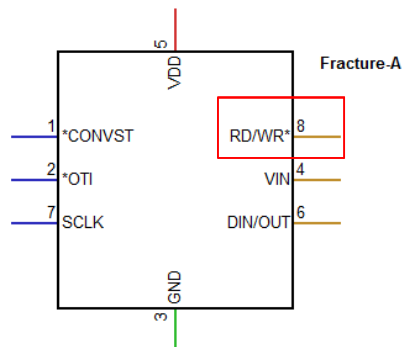 5
VDD
Fracture-A
1 *CONVST
RD/WR* 8
2 *OTI
VIN 4
7 SCLK
DIN/OUT 6
3 GND